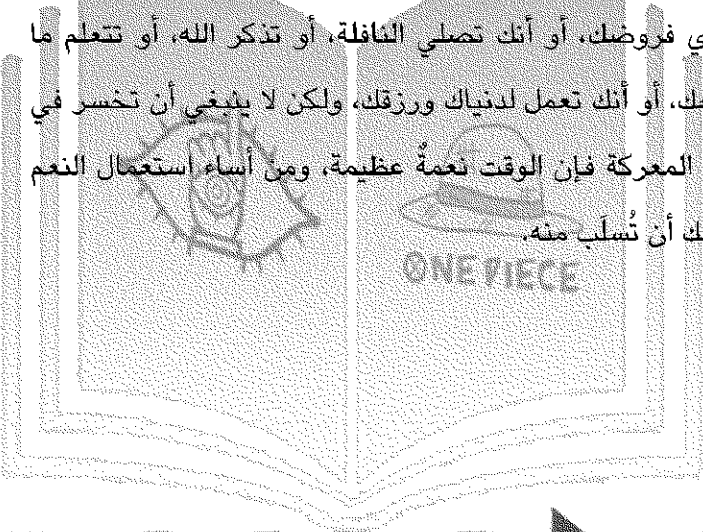 ي فروضك، أو أنك تصلي النافلة، أو تذكر الله، أو تتعلم ما
ك، أو أنك تعمل لدنياك ورزقك، ولكن لا ينبغي أن تخسر في
المعركة فإن الوقت نعمةٌ عظيمة، ومن أساء استعمال النعم
ك أن تُسلَب منه.
ONE PIECE